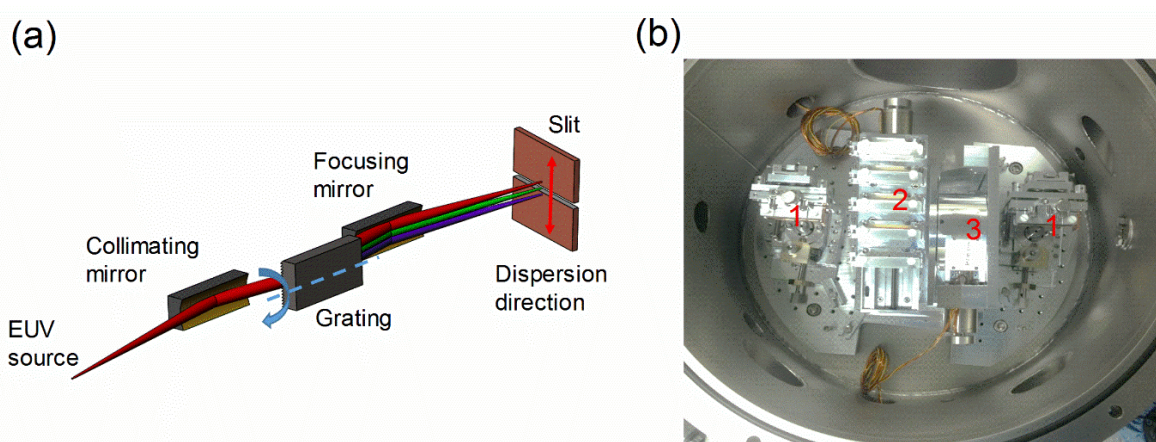 (a)
(b)
Slit
Focusing
mirror
Collimating
mirror
Dispersion
direction
Grating
EUV
source
1
2
3
1